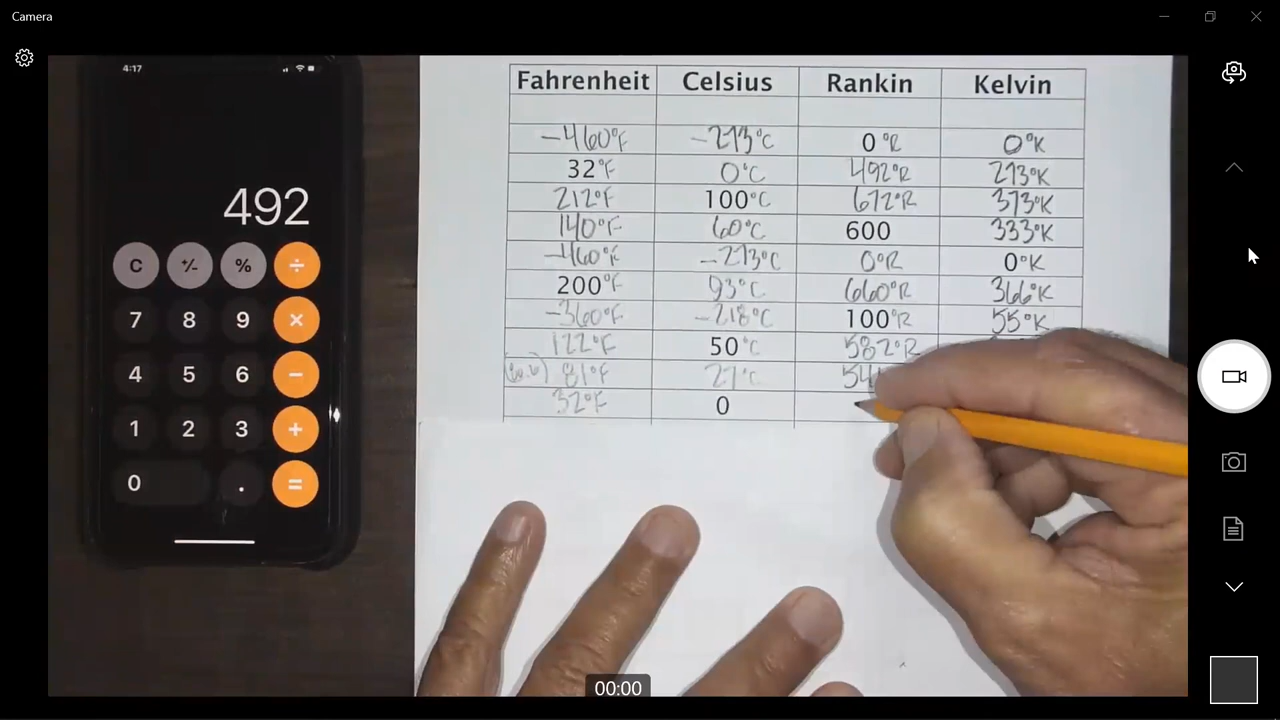 Camera
4:17
492
C +/- % ÷
7 8 9 ×
4 5 6 −
1 2 3 +
0 . =
Fahrenheit Celsius Rankin Kelvin
-460°F -273°C 0°R 0°K
32°F 0°C 492°R 273°K
212°F 100°C 672°R 373°K
140°F 60°C 600 333°K
-460°F -273°C 0°R 0°K
200°F 93°C 660°R 366°K
-360°F -218°C 100°R 55°K
122°F 50°C 582°R
(80.6) 81°F 27°C
32°F 0
00:00